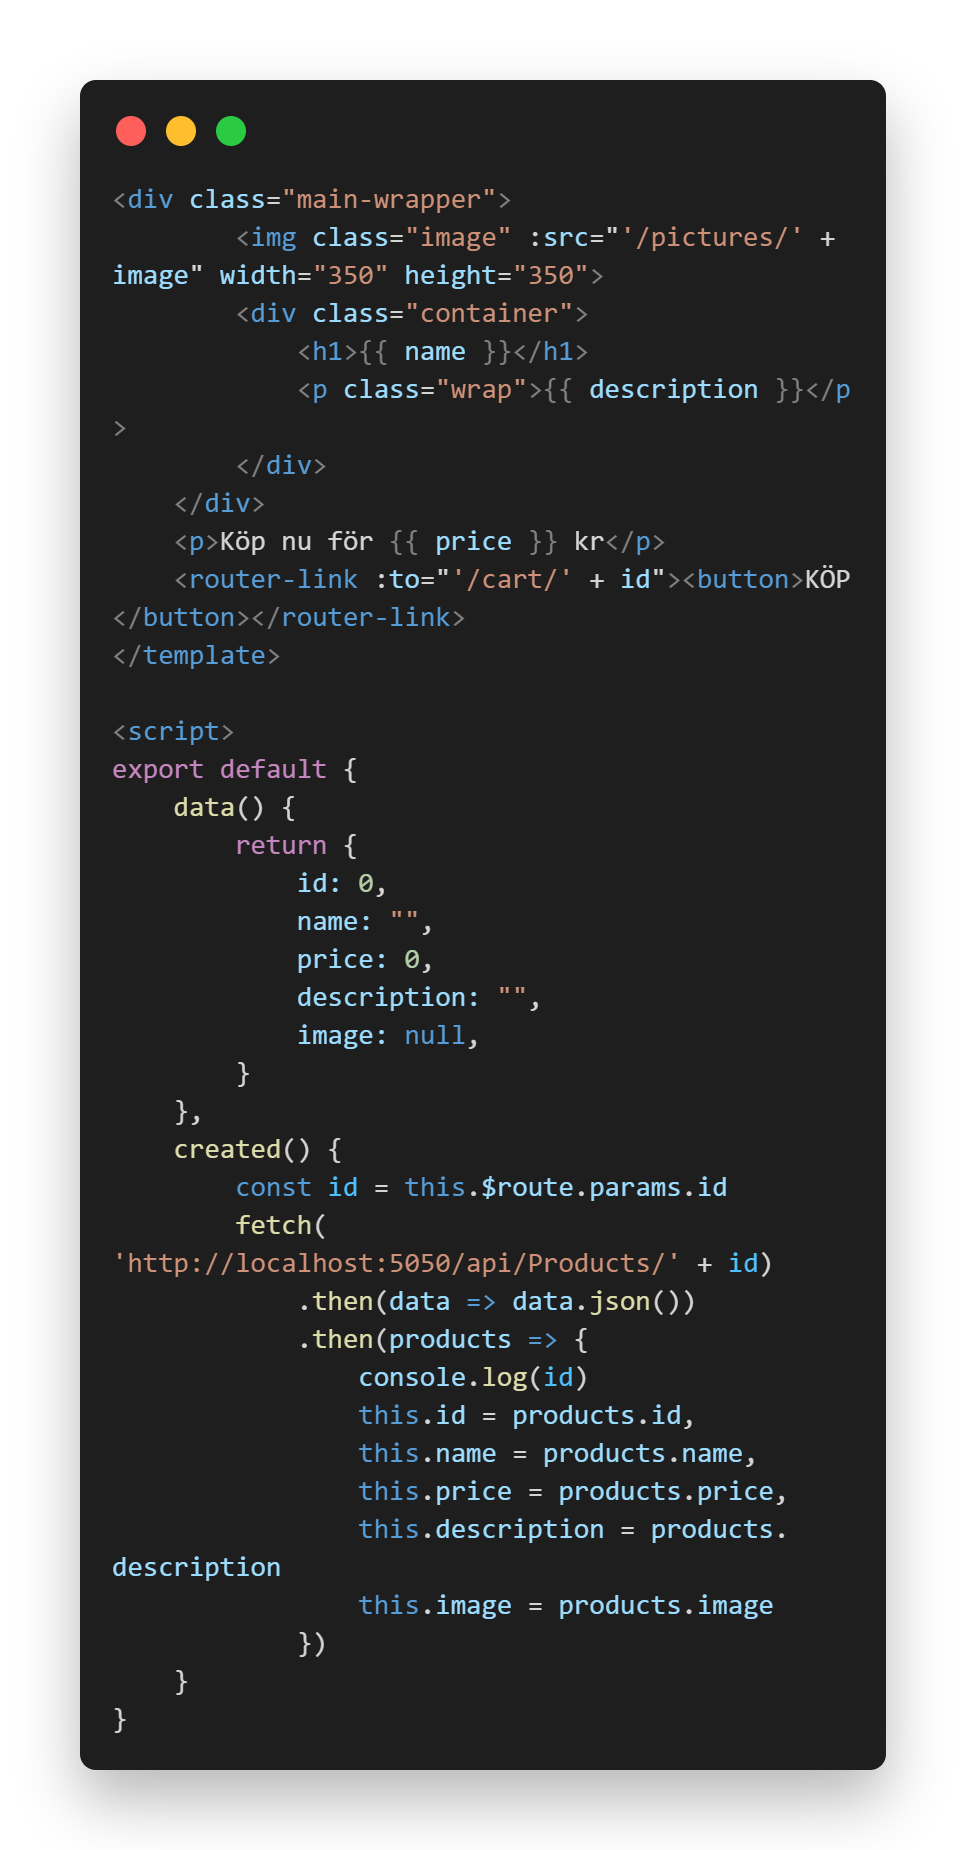 <div class="main-wrapper">
        <img class="image" :src="'/pictures/' +
image" width="350" height="350">
        <div class="container">
            <h1>{{ name }}</h1>
            <p class="wrap">{{ description }}</p
>
        </div>
    </div>
    <p>Köp nu för {{ price }} kr</p>
    <router-link :to="'/cart/' + id"><button>KÖP
</button></router-link>
</template>

<script>
export default {
    data() {
        return {
            id: 0,
            name: "",
            price: 0,
            description: "",
            image: null,
        }
    },
    created() {
        const id = this.$route.params.id
        fetch(
'http://localhost:5050/api/Products/' + id)
            .then(data => data.json())
            .then(products => {
                console.log(id)
                this.id = products.id,
                this.name = products.name,
                this.price = products.price,
                this.description = products.
description
                this.image = products.image
            })
    }
}